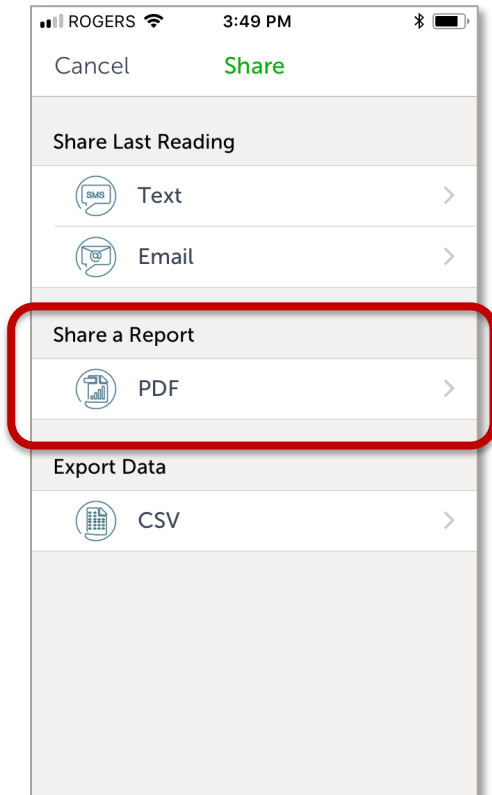 ROGERS 3:49 PM
Cancel Share
Share Last Reading
SMS Text
@ Email
Share a Report
PDF
Export Data
CSV